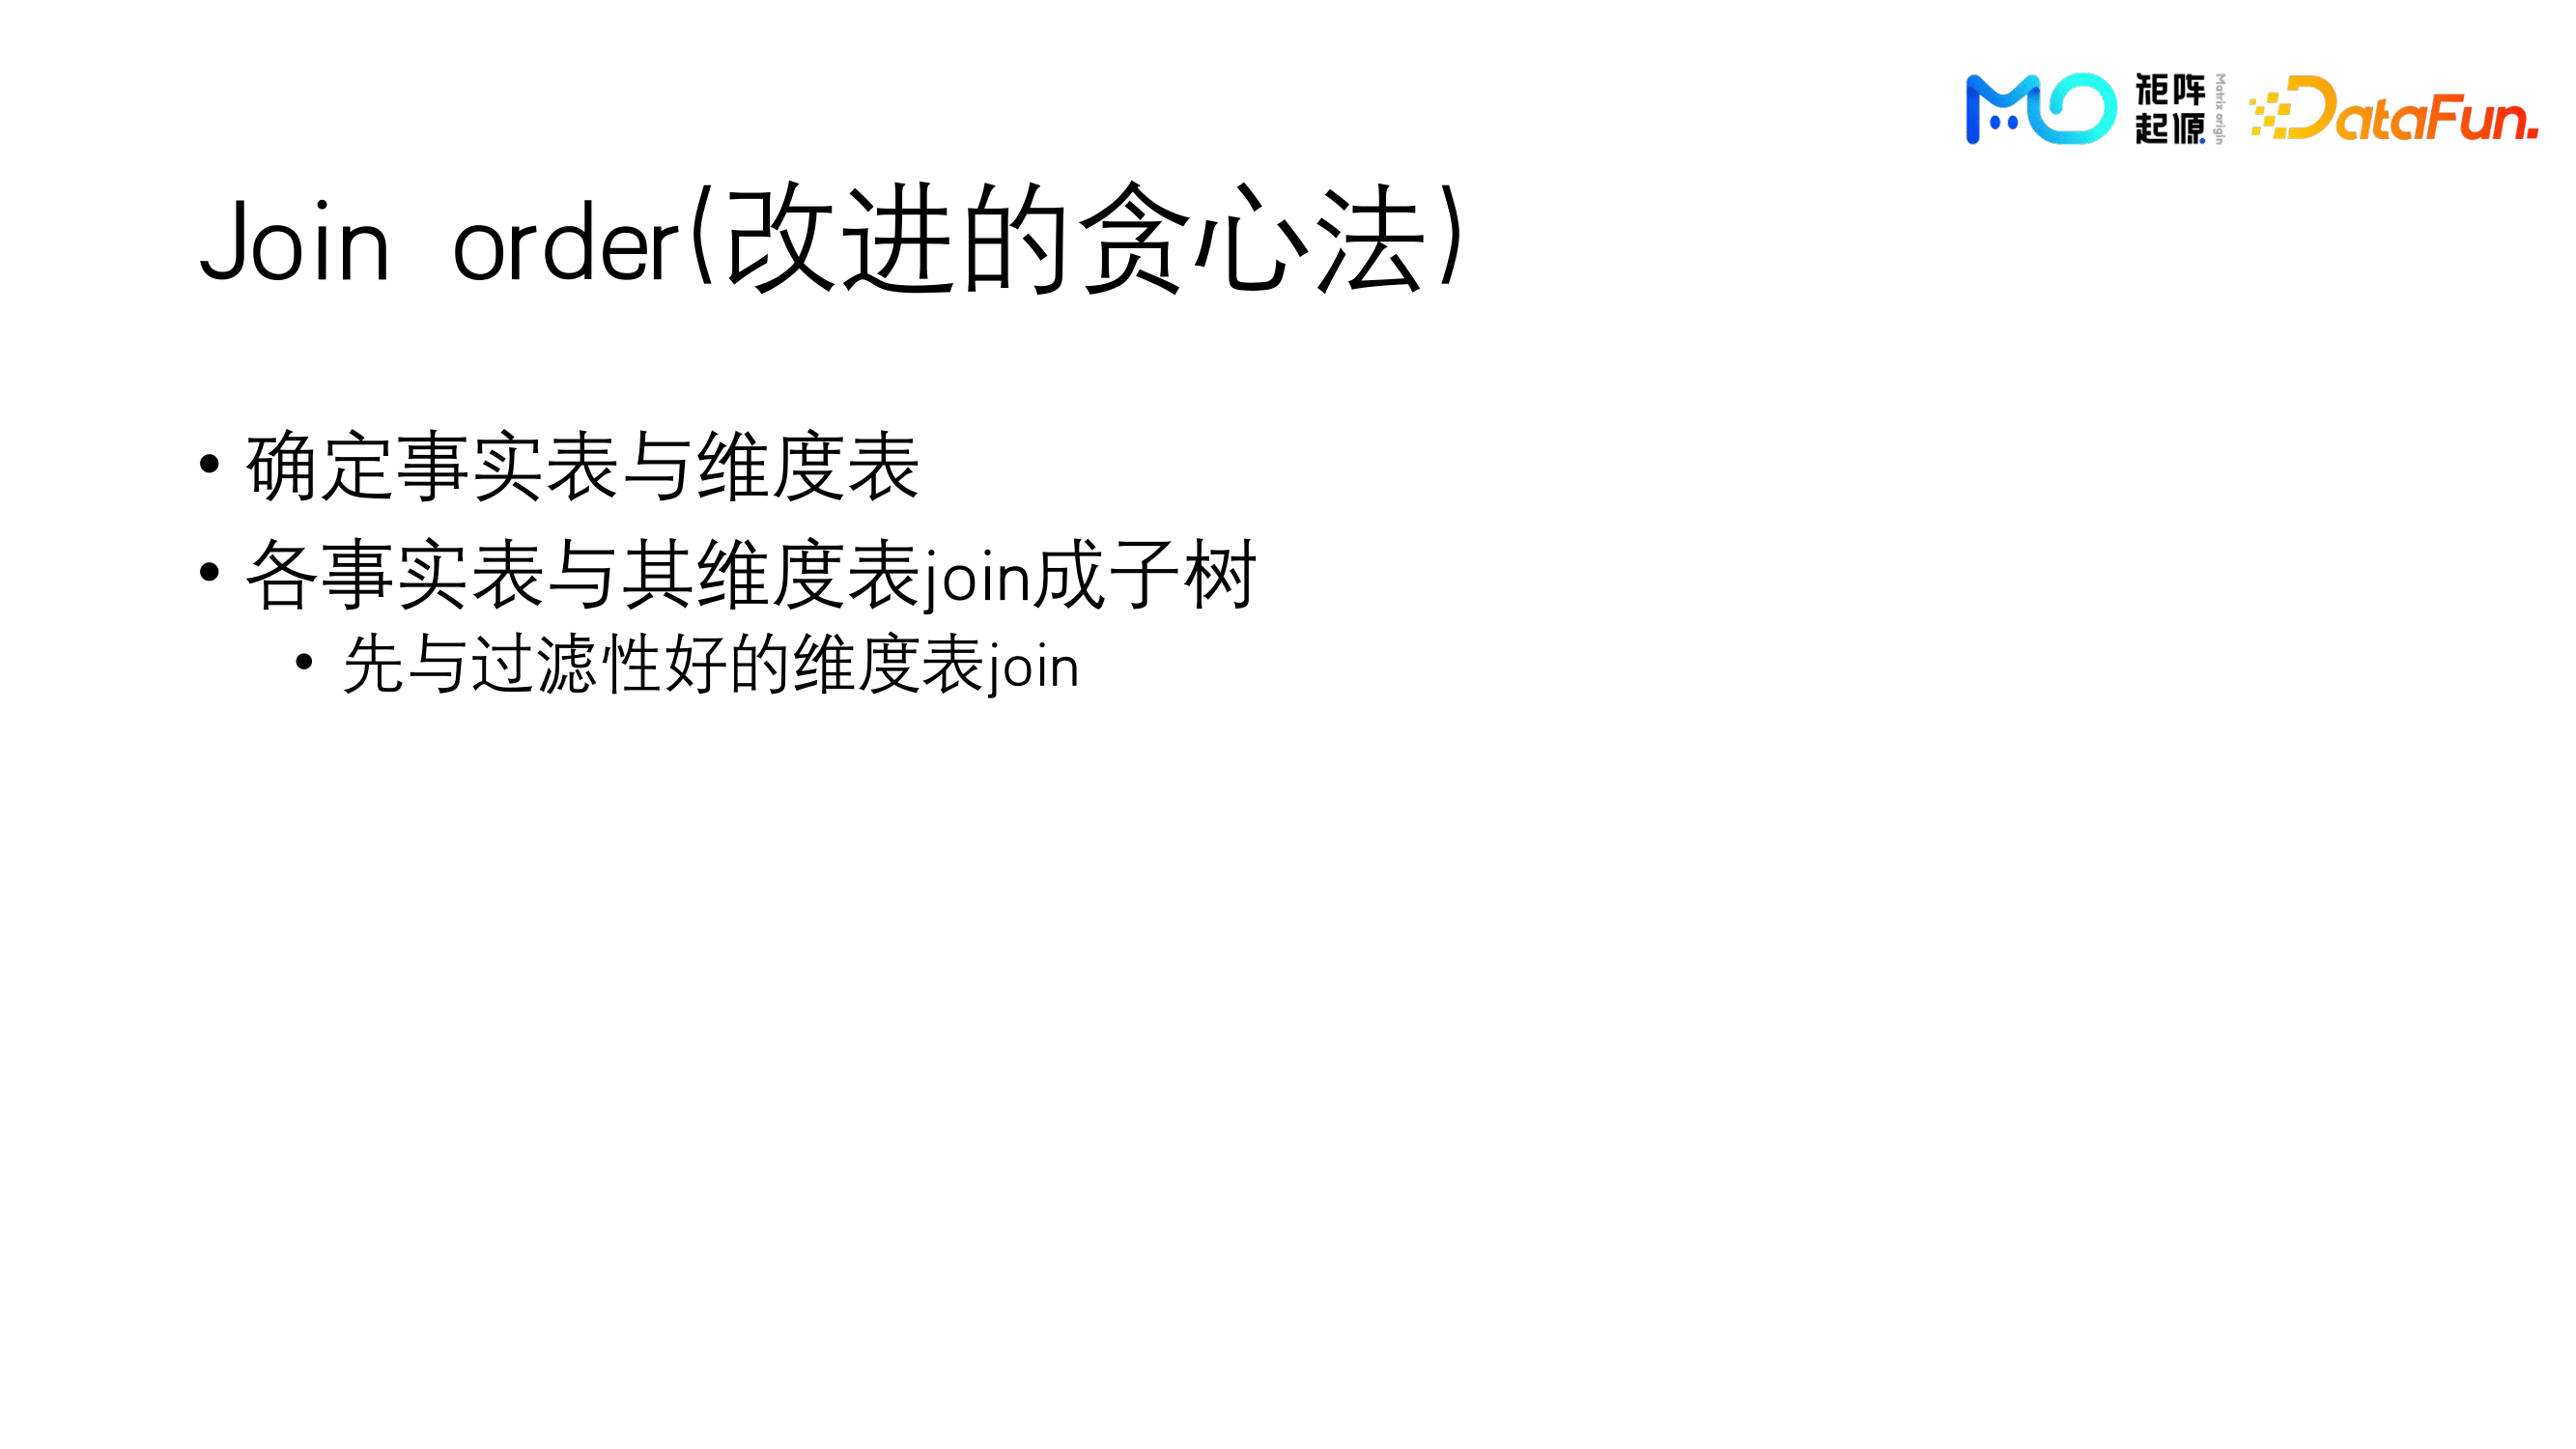 MO 矩阵起源 Matrix origin DataFun.
Join order(改进的贪心法)
• 确定事实表与维度表
• 各事实表与其维度表join成子树
• 先与过滤性好的维度表join